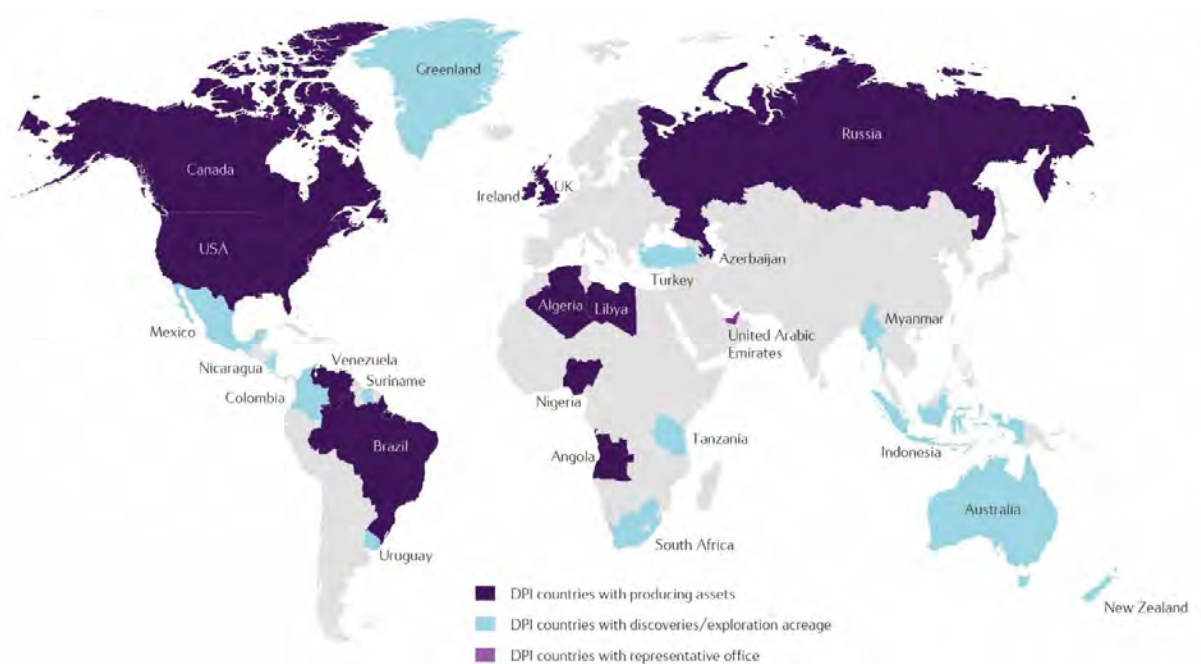 Greenland
Russia
Canada
UK
Ireland
USA
Azerbaijan
Turkey
Algeria
Libya
Mexico
Myanmar
United Arabic
Emirates
Venezuela
Nicaragua
Suriname
Colombia
Nigeria
Brazil
Tanzania
Angola
Indonesia
Australia
South Africa
Uruguay
DPI countries with producing assets
New Zealand
DPI countries with discoveries/exploration acreage
DPI countries with representative office